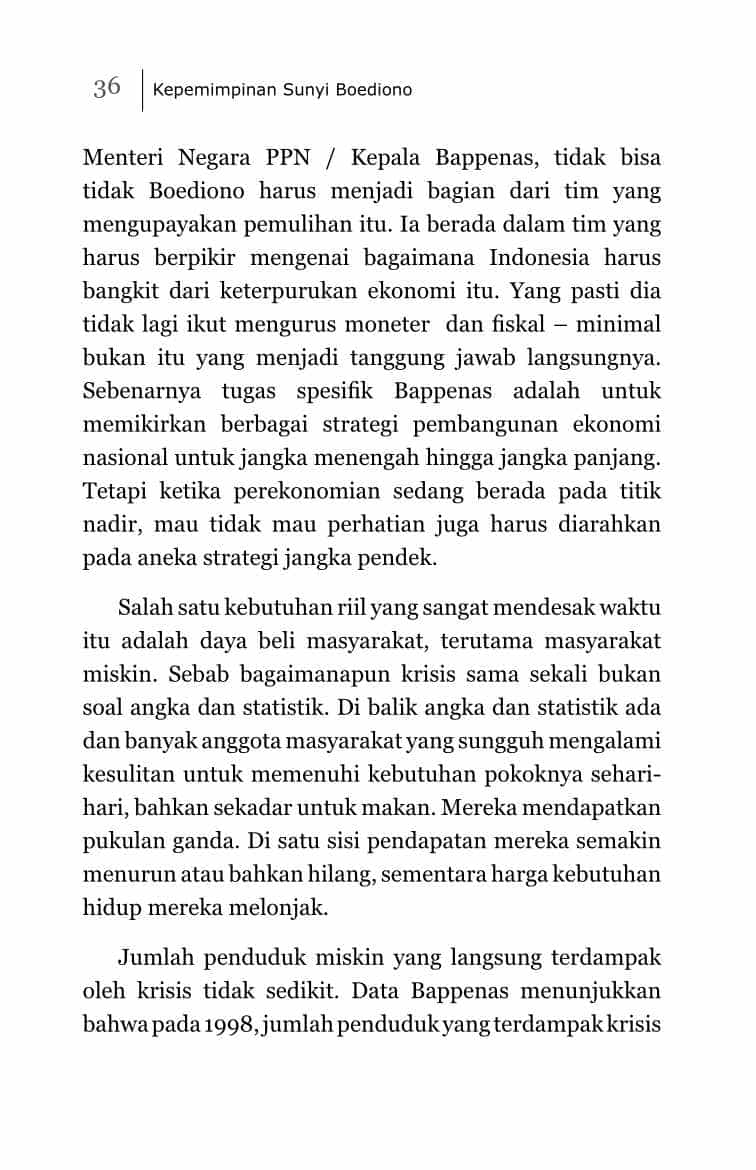 36
Kepemimpinan Sunyi Boediono
Menteri Negara PPN / Kepala Bappenas, tidak bisa
tidak Boediono harus menjadi bagian dari tim yang
mengupayakan pemulihan itu. Ia berada dalam tim yang
harus berpikir mengenai bagaimana Indonesia harus
bangkit dari keterpurukan ekonomi itu. Yang pasti dia
tidak lagi ikut mengurus moneter dan fiskal – minimal
bukan itu yang menjadi tanggung jawab langsungnya.
Sebenarnya tugas spesifik Bappenas adalah untuk
memikirkan berbagai strategi pembangunan ekonomi
nasional untuk jangka menengah hingga jangka panjang.
Tetapi ketika perekonomian sedang berada pada titik
nadir, mau tidak mau perhatian juga harus diarahkan
pada aneka strategi jangka pendek.
Salah satu kebutuhan riil yang sangat mendesak waktu
itu adalah daya beli masyarakat, terutama masyarakat
miskin. Sebab bagaimanapun krisis sama sekali bukan
soal angka dan statistik. Di balik angka dan statistik ada
dan banyak anggota masyarakat yang sungguh mengalami
kesulitan untuk memenuhi kebutuhan pokoknya sehari-
hari, bahkan sekadar untuk makan. Mereka mendapatkan
pukulan ganda. Di satu sisi pendapatan mereka semakin
menurun atau bahkan hilang, sementara harga kebutuhan
hidup mereka melonjak.
Jumlah penduduk miskin yang langsung terdampak
oleh krisis tidak sedikit. Data Bappenas menunjukkan
bahwa pada 1998, jumlah penduduk yang terdampak krisis